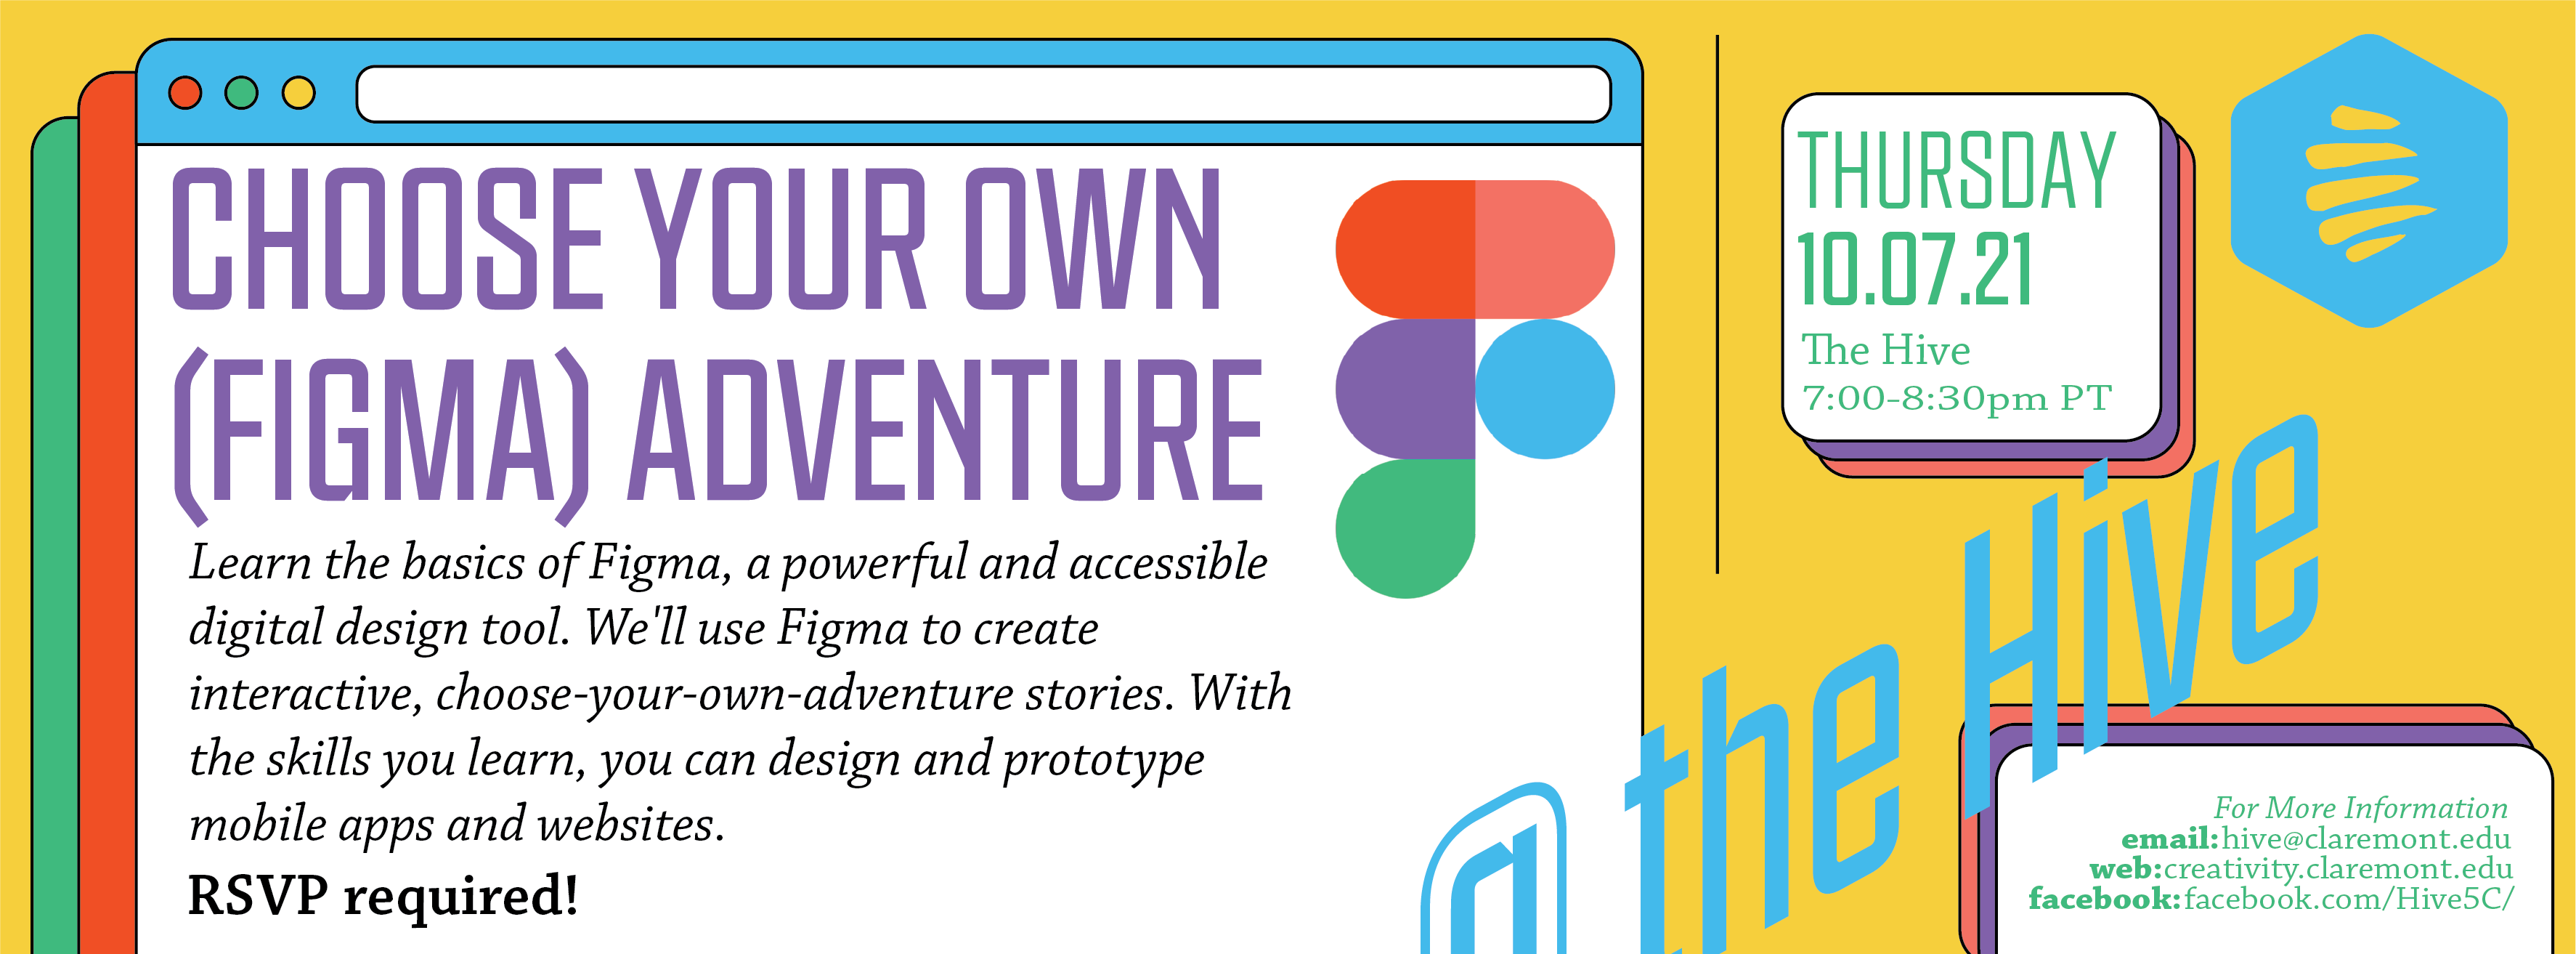 CHOOSE YOUR OWN
(FIGMA) ADVENTURE
Learn the basics of Figma, a powerful and accessible
digital design tool. We'll use Figma to create
interactive, choose-your-own-adventure stories. With
the skills you learn, you can design and prototype
mobile apps and websites.
RSVP required!
THURSDAY
10.07.21
The Hive
7:00-8:30pm PT
@ the Hive
For More Information
email:hive@claremont.edu
web:creativity.claremont.edu
facebook:facebook.com/Hive5C/